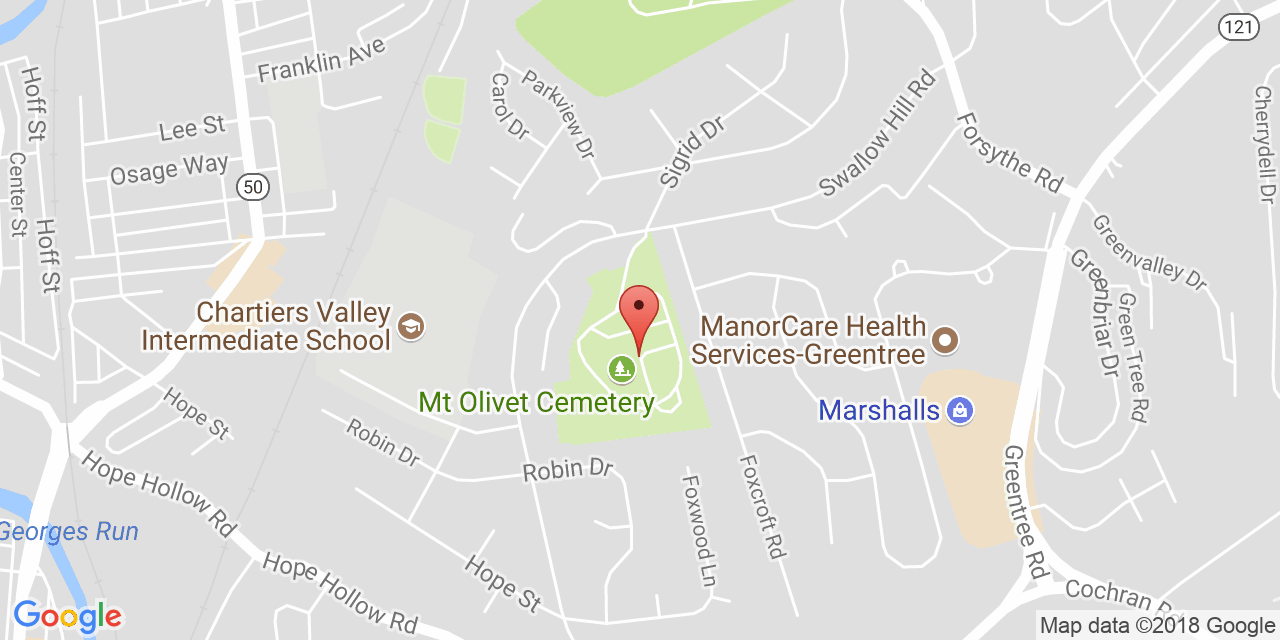 121
Franklin Ave
Hoff St
Parkview Dr
Carol Dr
Swallow Hill Rd
Cherrydell Dr
Lee St
Sigrid Dr
Forsythe Rd
Osage Way
Center St
50
Hoff St
Greenvalley Dr
Greenbriar Dr
Green Tree Rd
Chartiers Valley
Intermediate School
ManorCare Health
Services-Greentree
Mt Olivet Cemetery
Marshalls
Hope St
Robin Dr
Robin Dr
Hope Hollow Rd
Foxcroft Rd
Foxwood Ln
Greentree Rd
Georges Run
Hope Hollow Rd
Hope St
Cochran Rd
Google
Map data ©2018 Google